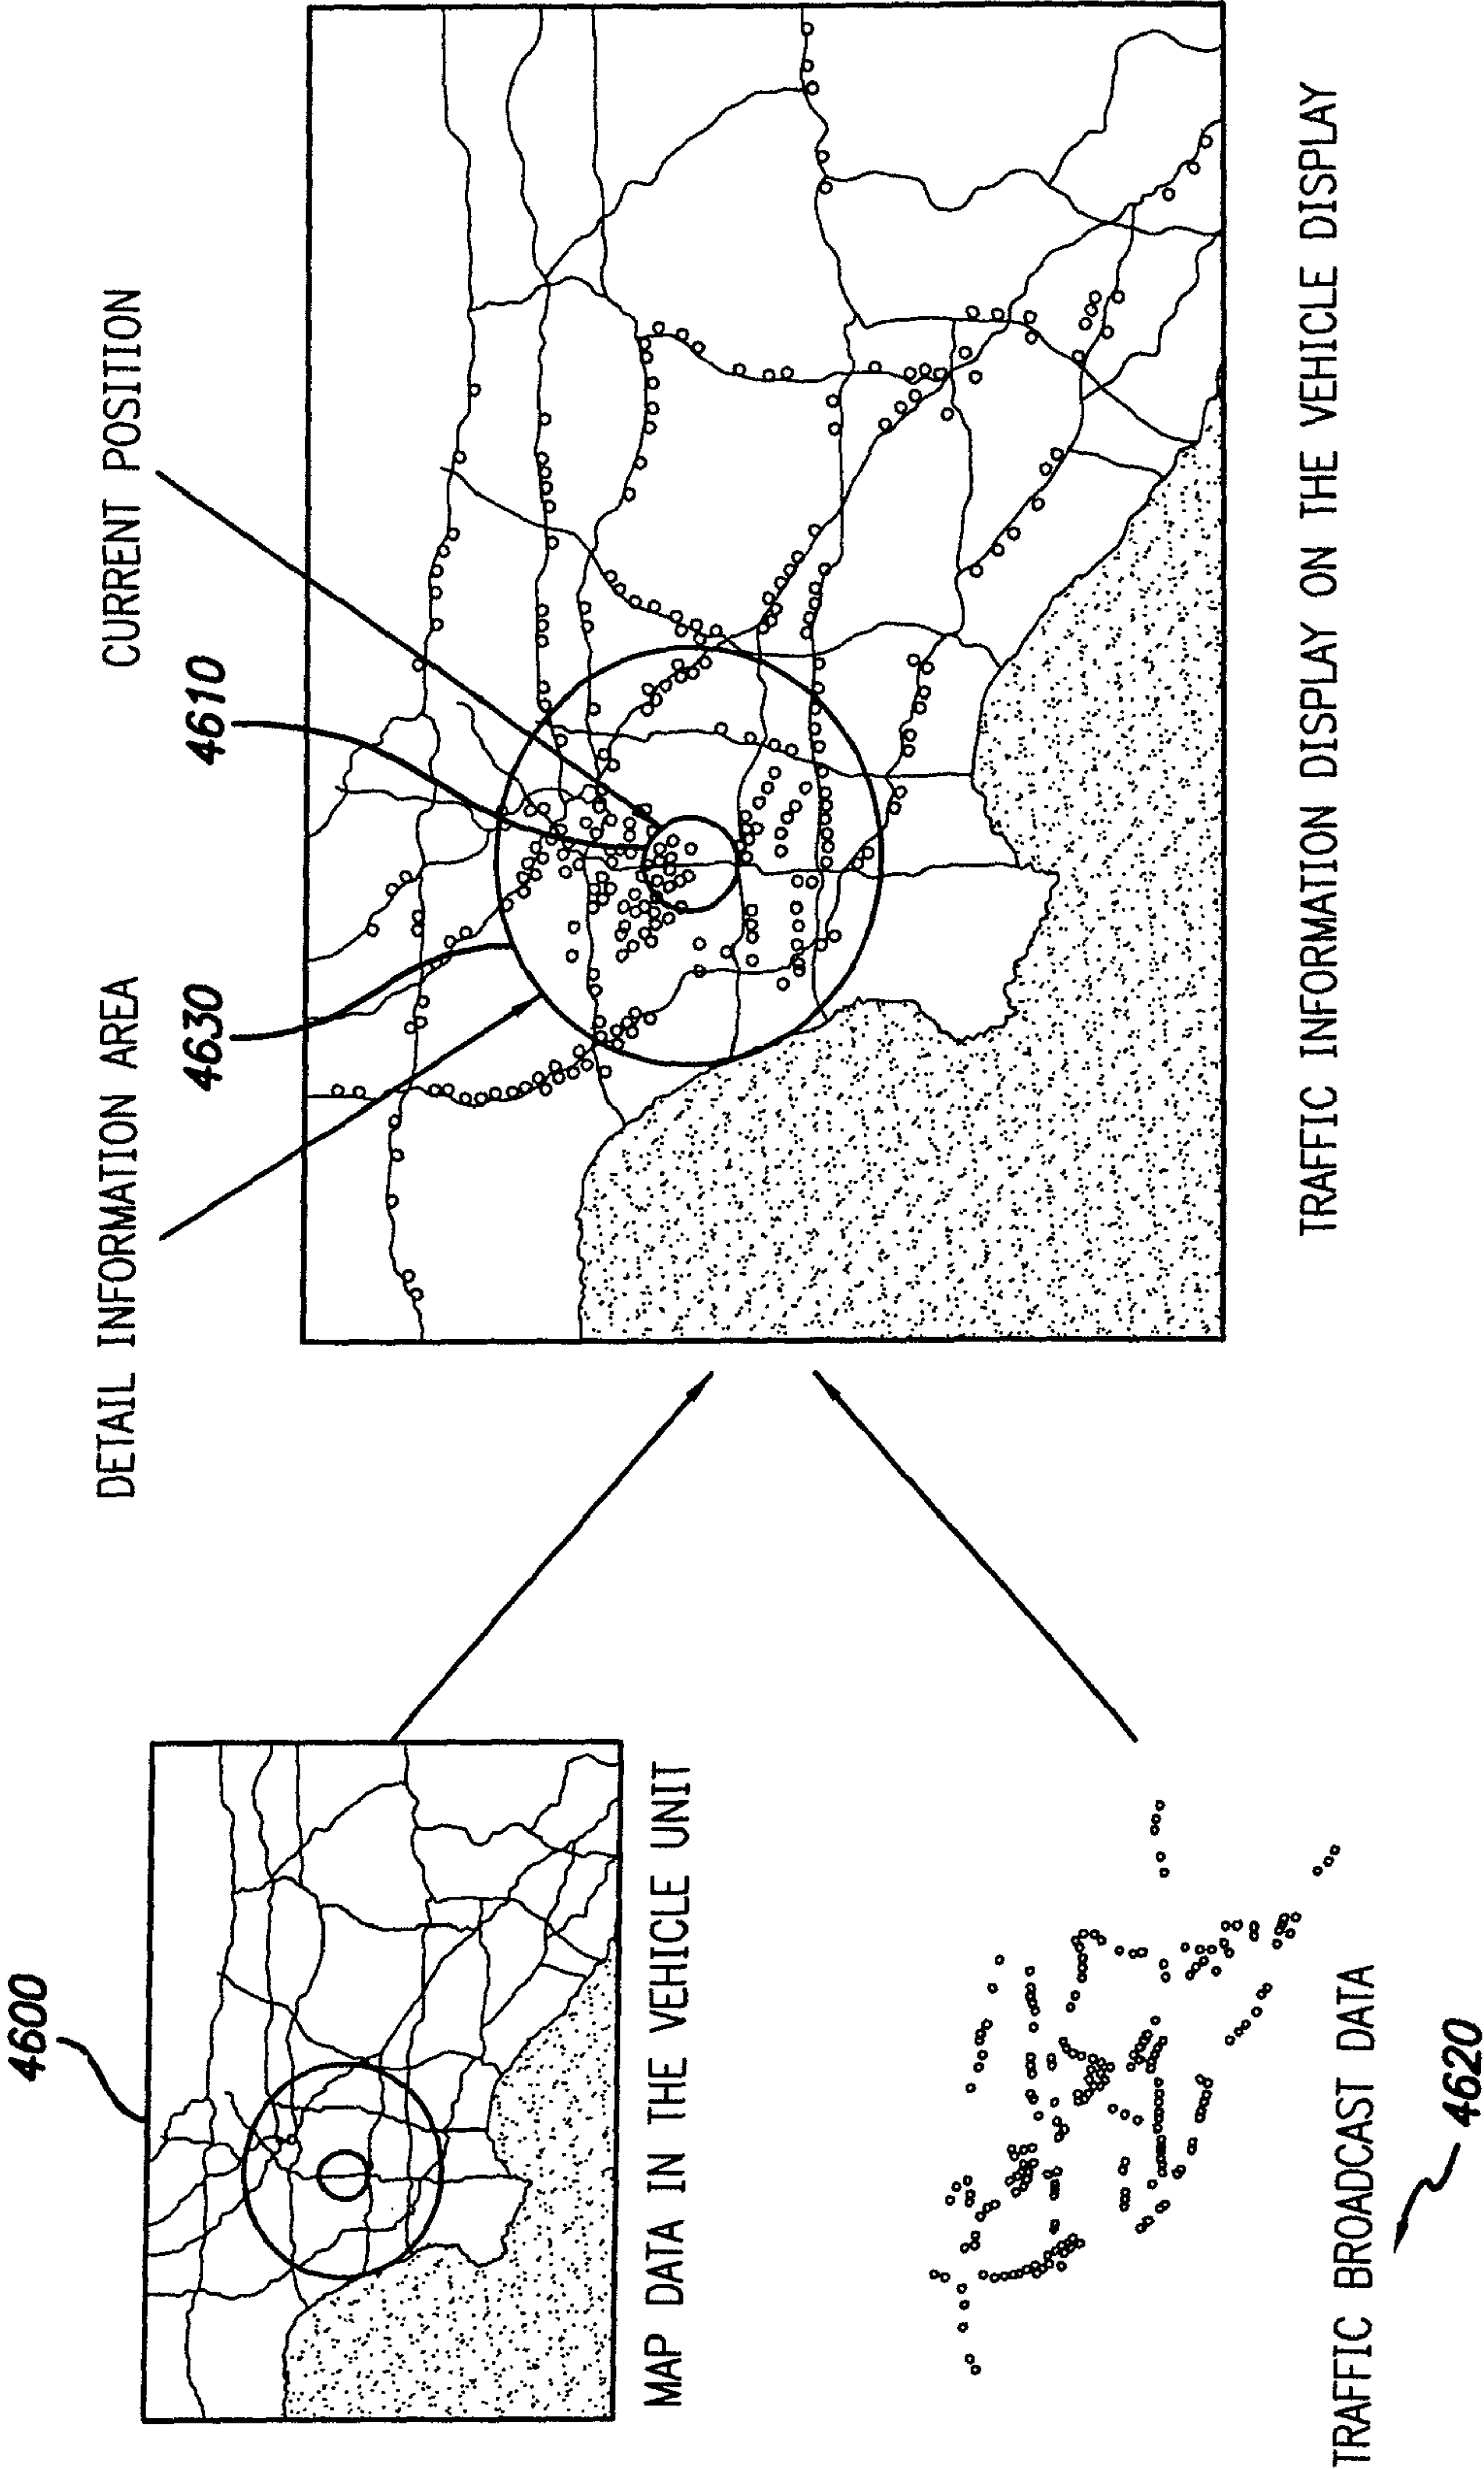 4600
MAP DATA IN THE VEHICLE UNIT
TRAFFIC BROADCAST DATA
4620
DETAIL INFORMATION AREA
4630
4610
CURRENT POSITION
TRAFFIC INFORMATION DISPLAY ON THE VEHICLE DISPLAY